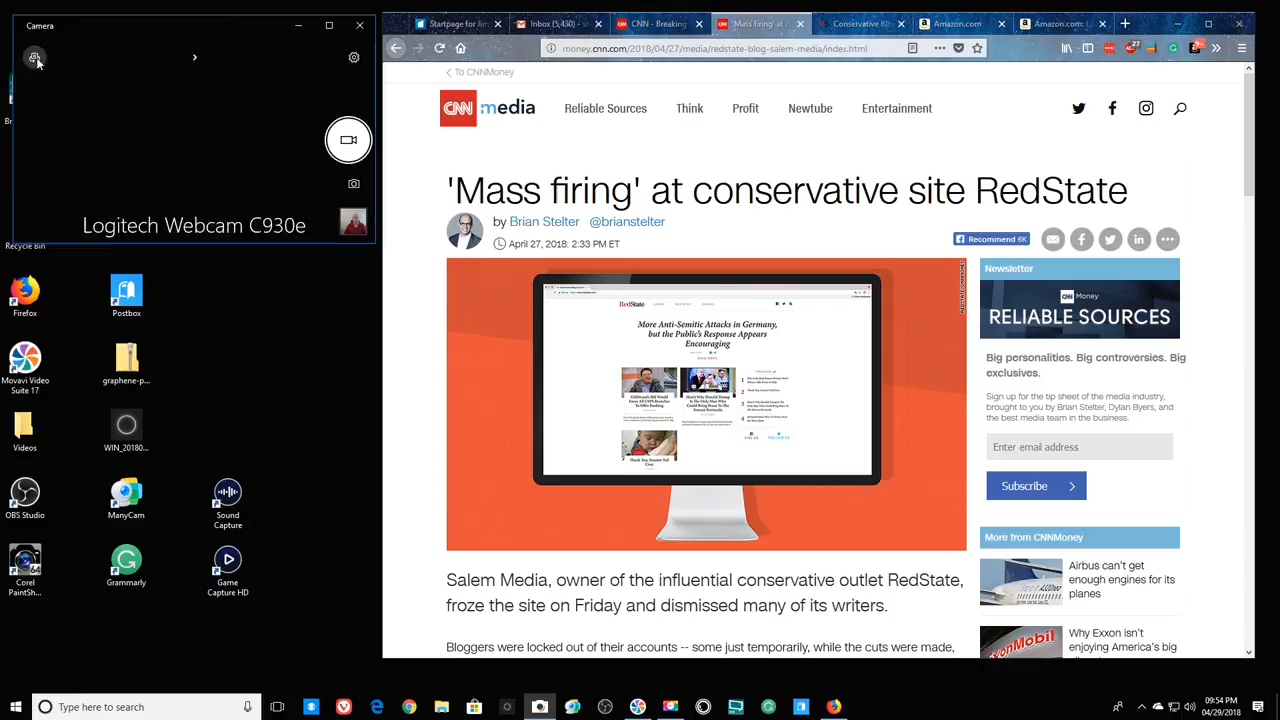 Camera
Logitech Webcam C930e
Recycle Bin
Firefox
Postbox
Movavi Video
Suite 17
graphene-p...
Videos
WIN_20180...
OBS Studio
ManyCam
Sound
Capture
Corel
PaintSh...
Grammarly
Game
Capture HD
Startpage for Jim
Inbox (5,430) -
CNN - Breaking
'Mass firing' at c
Conservative Bl
Amazon.com
Amazon.com: L
money.cnn.com/2018/04/27/media/redstate-blog-salem-media/index.html
27
9+
To CNNMoney
CNN media
Reliable Sources
Think
Profit
Newtube
Entertainment
'Mass firing' at conservative site RedState
by Brian Stelter @brianstelter
April 27, 2018: 2:33 PM ET
Recommend 6K
RedState
More Anti-Semitic Attacks in Germany,
but the Public's Response Appears
Encouraging
Salem Media, owner of the influential conservative outlet RedState,
froze the site on Friday and dismissed many of its writers.
Bloggers were locked out of their accounts -- some just temporarily, while the cuts were made,
Newsletter
CNN Money
RELIABLE SOURCES
Big personalities. Big controversies. Big
exclusives.
Sign up for the tip sheet of the media industry,
brought to you by Brian Stelter, Dylan Byers, and
the best media team in the business.
Enter email address
Subscribe
More from CNNMoney
Airbus can't get
enough engines for its
planes
Why Exxon isn't
enjoying America's big
Type here to search
09:54 PM
04/29/2018